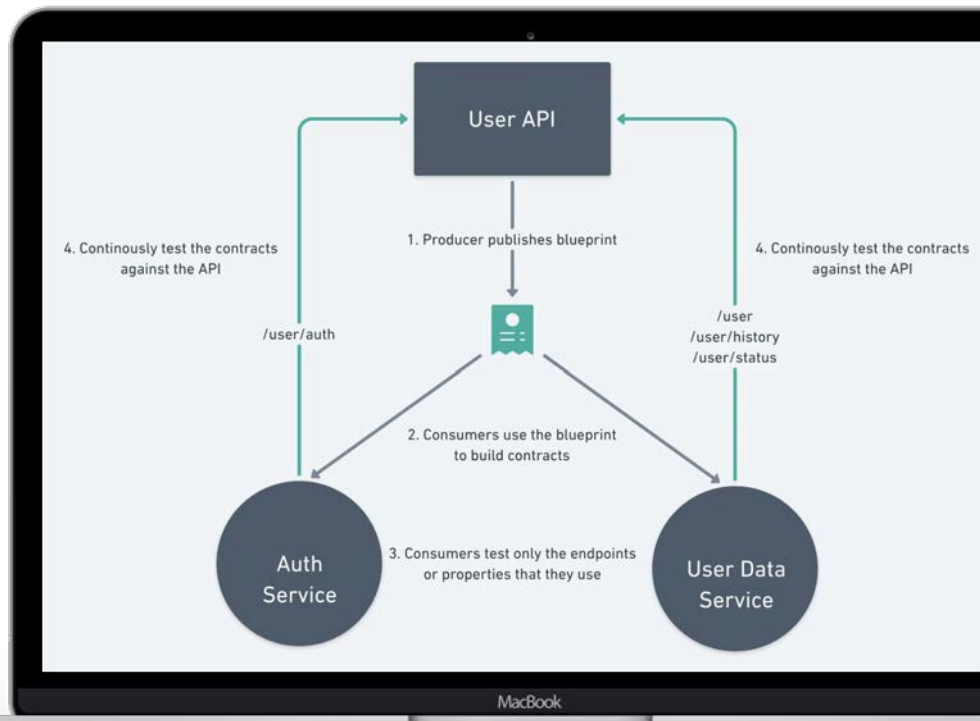 User API
1. Producer publishes blueprint
4. Continously test the contracts
against the API
4. Continously test the contracts
against the API
/user/auth
/user
/user/history
/user/status
2. Consumers use the blueprint
to build contracts
3. Consumers test only the endpoints
or properties that they use
Auth
Service
User Data
Service
MacBook